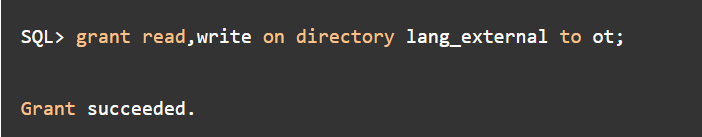 SQL> grant read,write on directory lang_external to ot;
Grant succeeded.